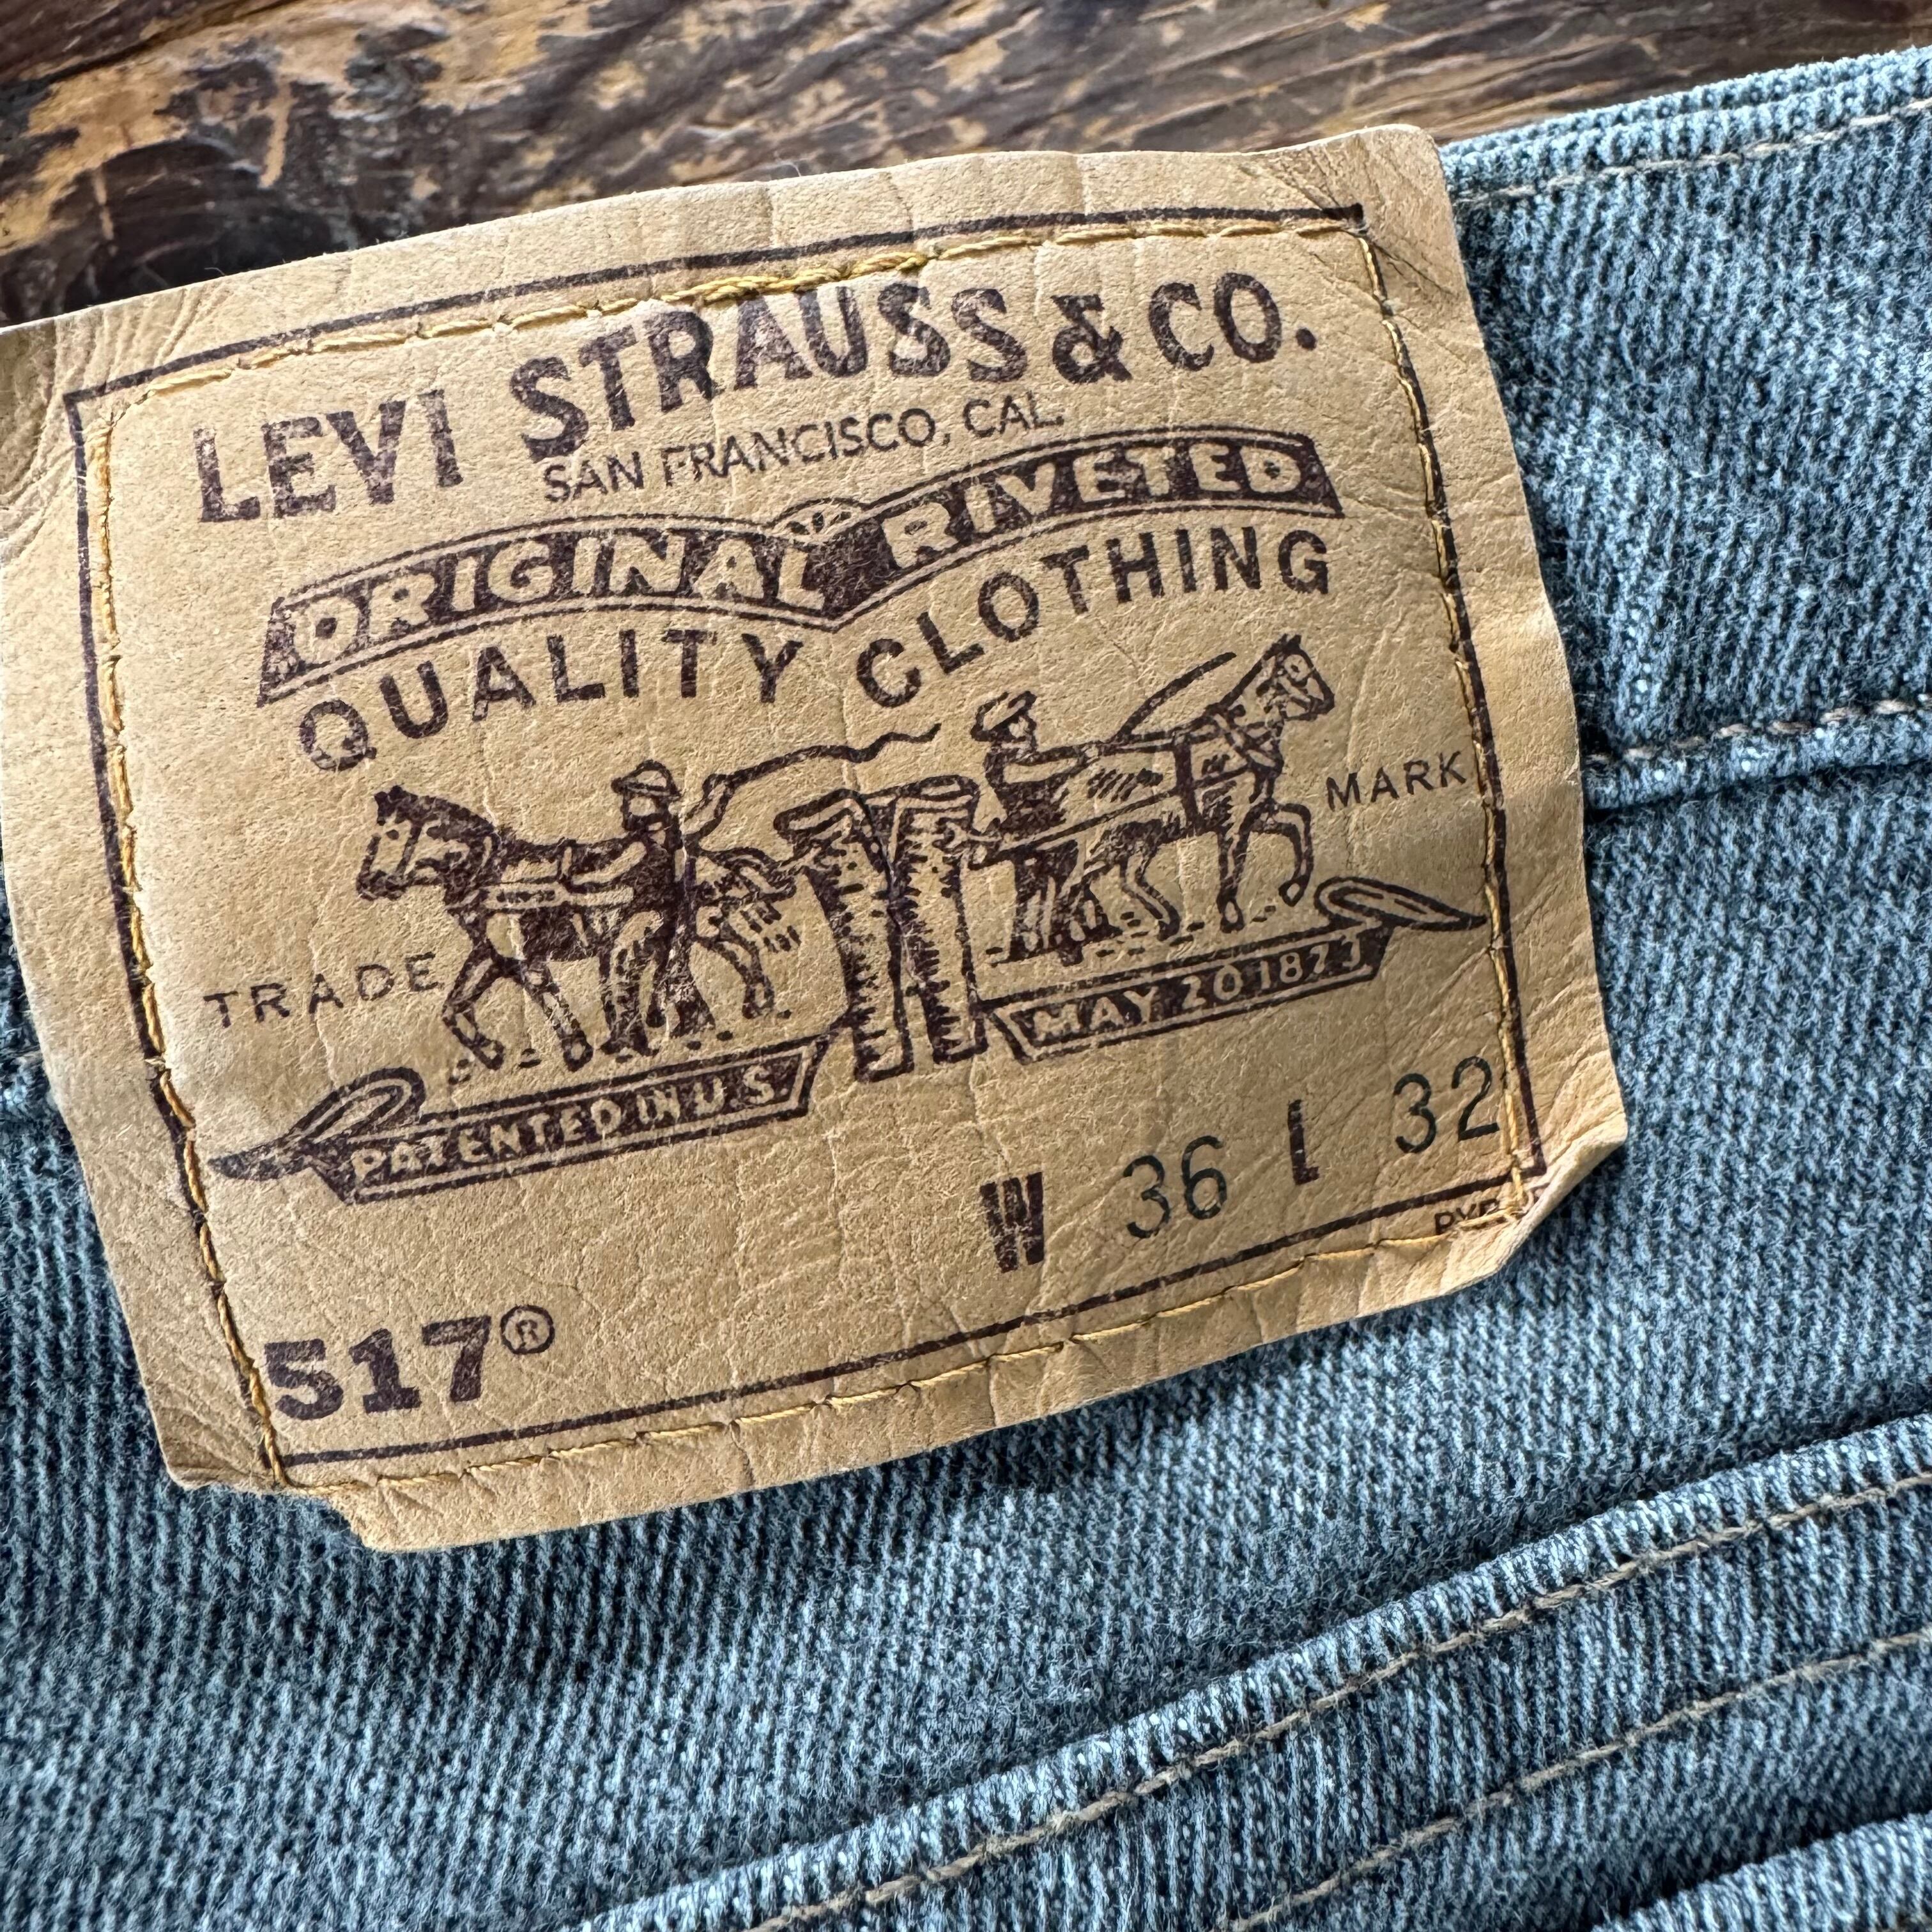 LEVI STRAUSS & CO.
SAN FRANCISCO, CAL.
ORIGINAL RIVETED
QUALITY CLOTHING
TRADE MARK
PATENTED IN U.S. MAY 20 1873
W 36 L 32
517®